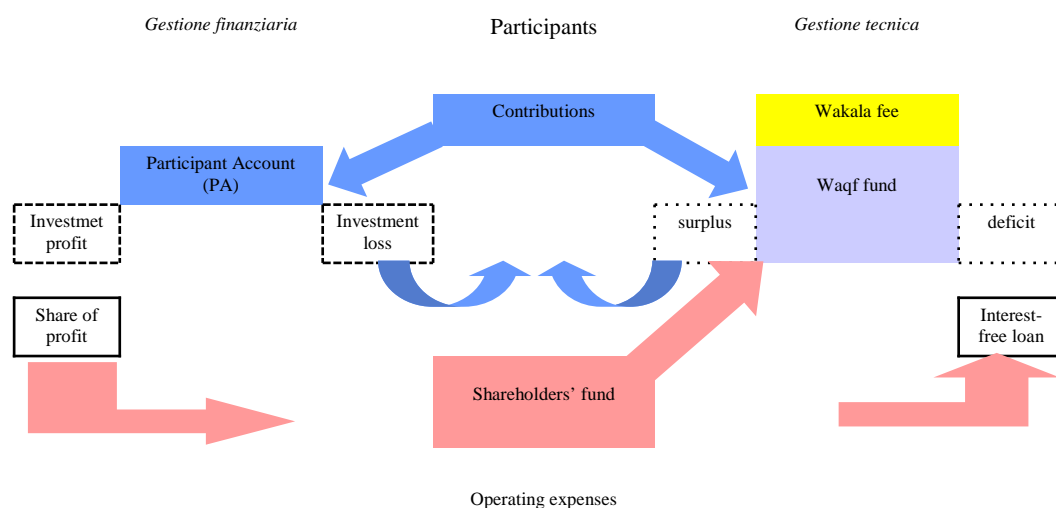 Gestione finanziaria
Participants
Gestione tecnica
Contributions
Wakala fee
Participant Account
(PA)
Waqf fund
Investmet
profit
Investment
loss
surplus
deficit
Share of
profit
Interest-
free loan
Shareholders’ fund
Operating expenses